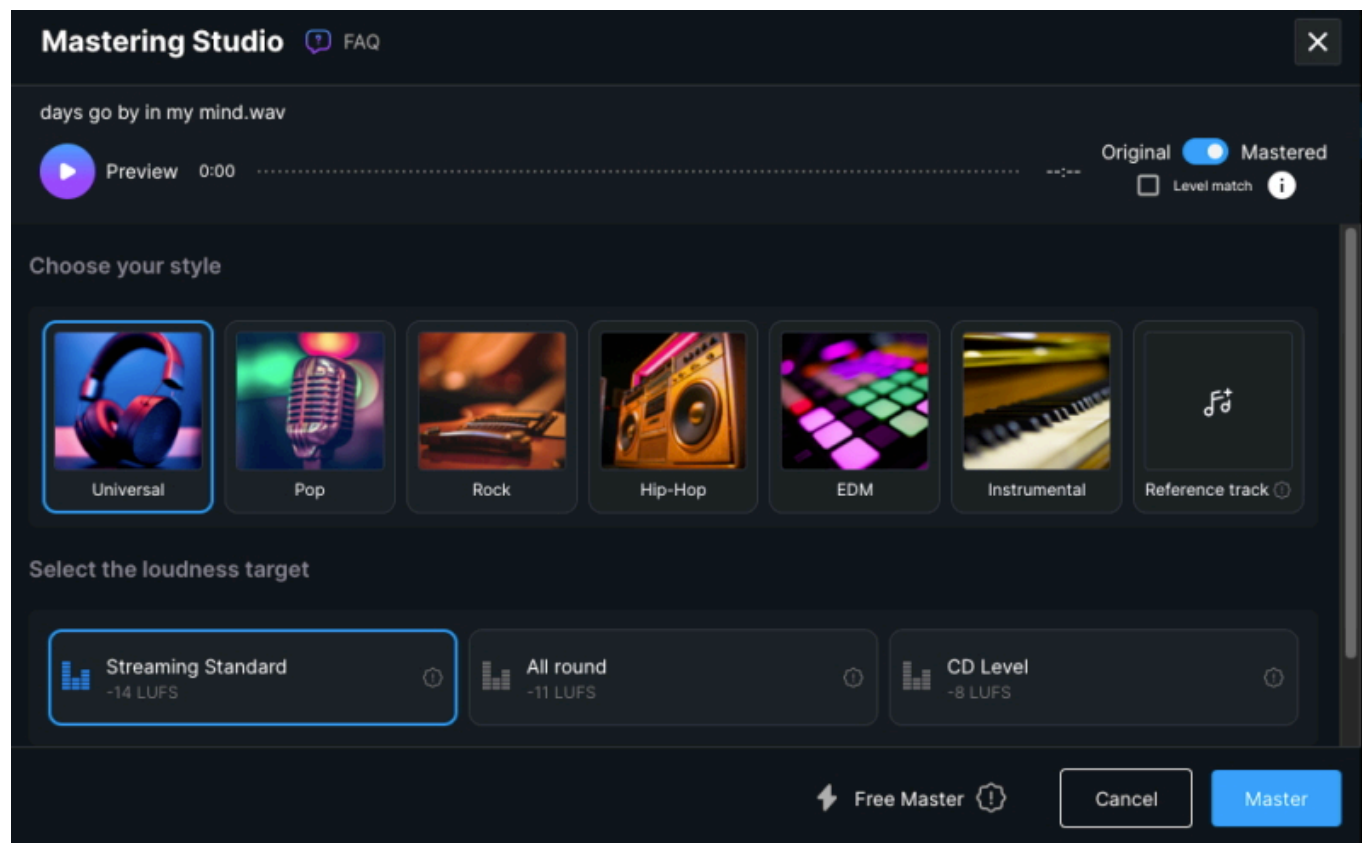 Mastering Studio FAQ
days go by in my mind.wav
Preview 0:00 --:--
Original Mastered
Level match
Choose your style
Universal Pop Rock Hip-Hop EDM Instrumental Reference track
Select the loudness target
Streaming Standard
-14 LUFS
All round
-11 LUFS
CD Level
-8 LUFS
Free Master Cancel Master